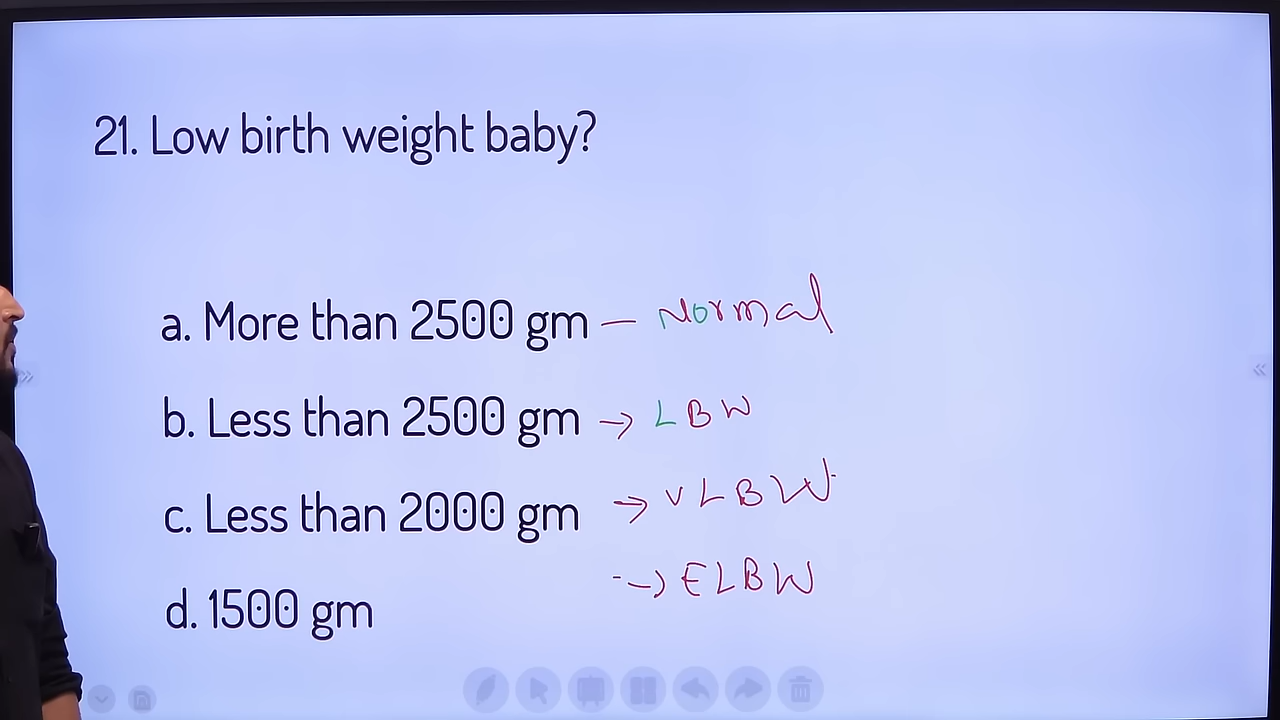 21. Low birth weight baby?
a. More than 2500 gm — Normal
b. Less than 2500 gm → LBW
c. Less than 2000 gm → VLBW
→ ELBW
d. 1500 gm